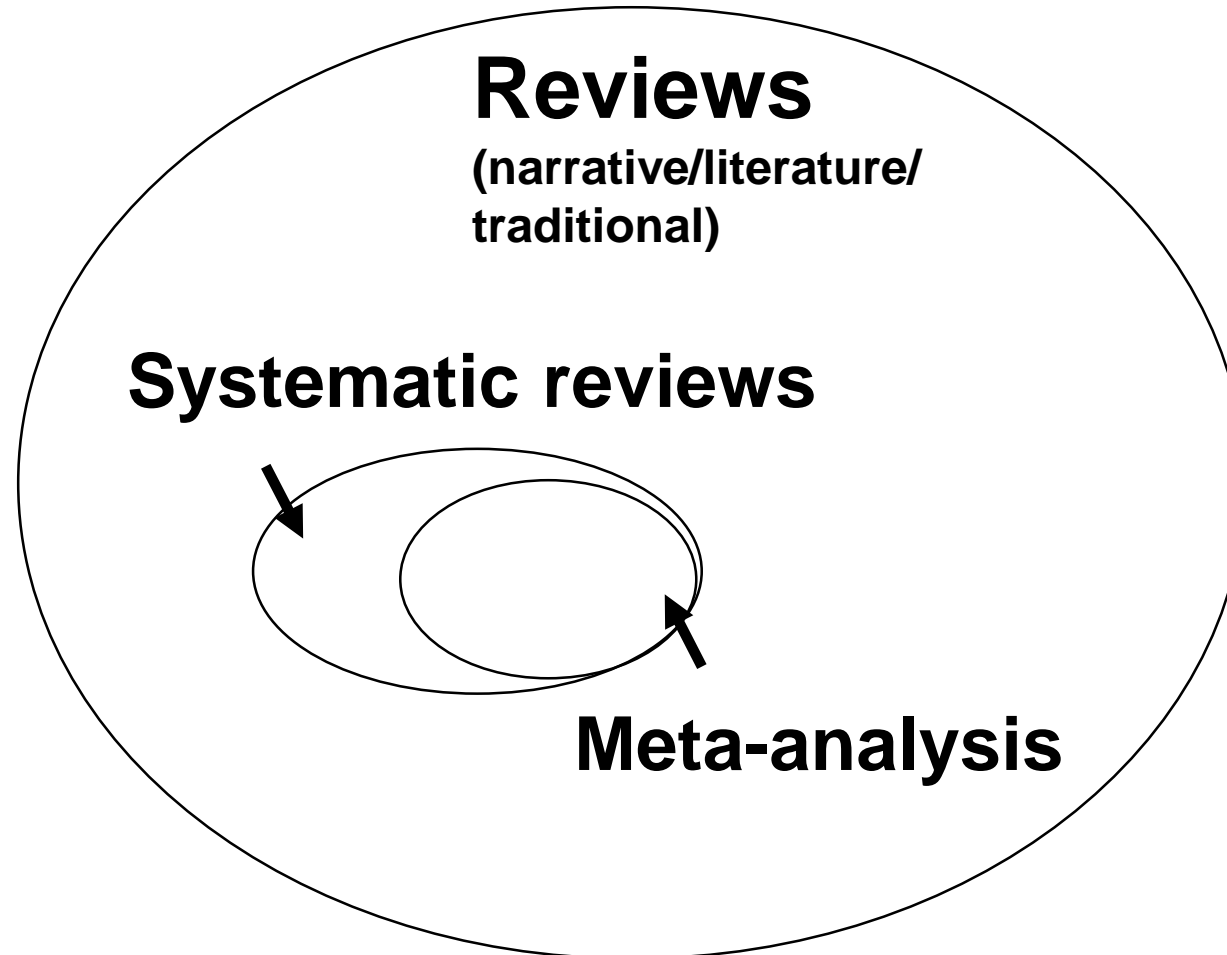 Reviews
(narrative/literature/
traditional)
Systematic reviews
Meta-analysis